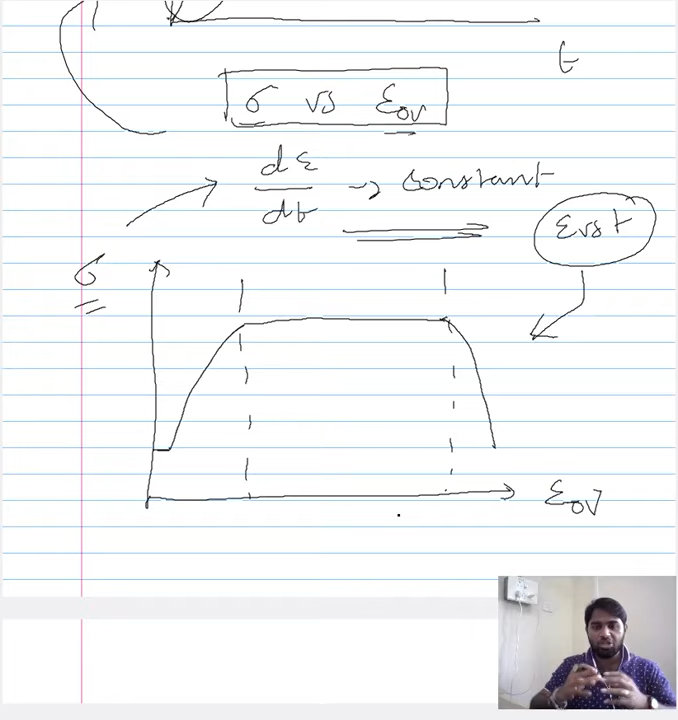 t
σ vs ε_ov
dε/dt → constant
ε vs t
σ
ε_ov